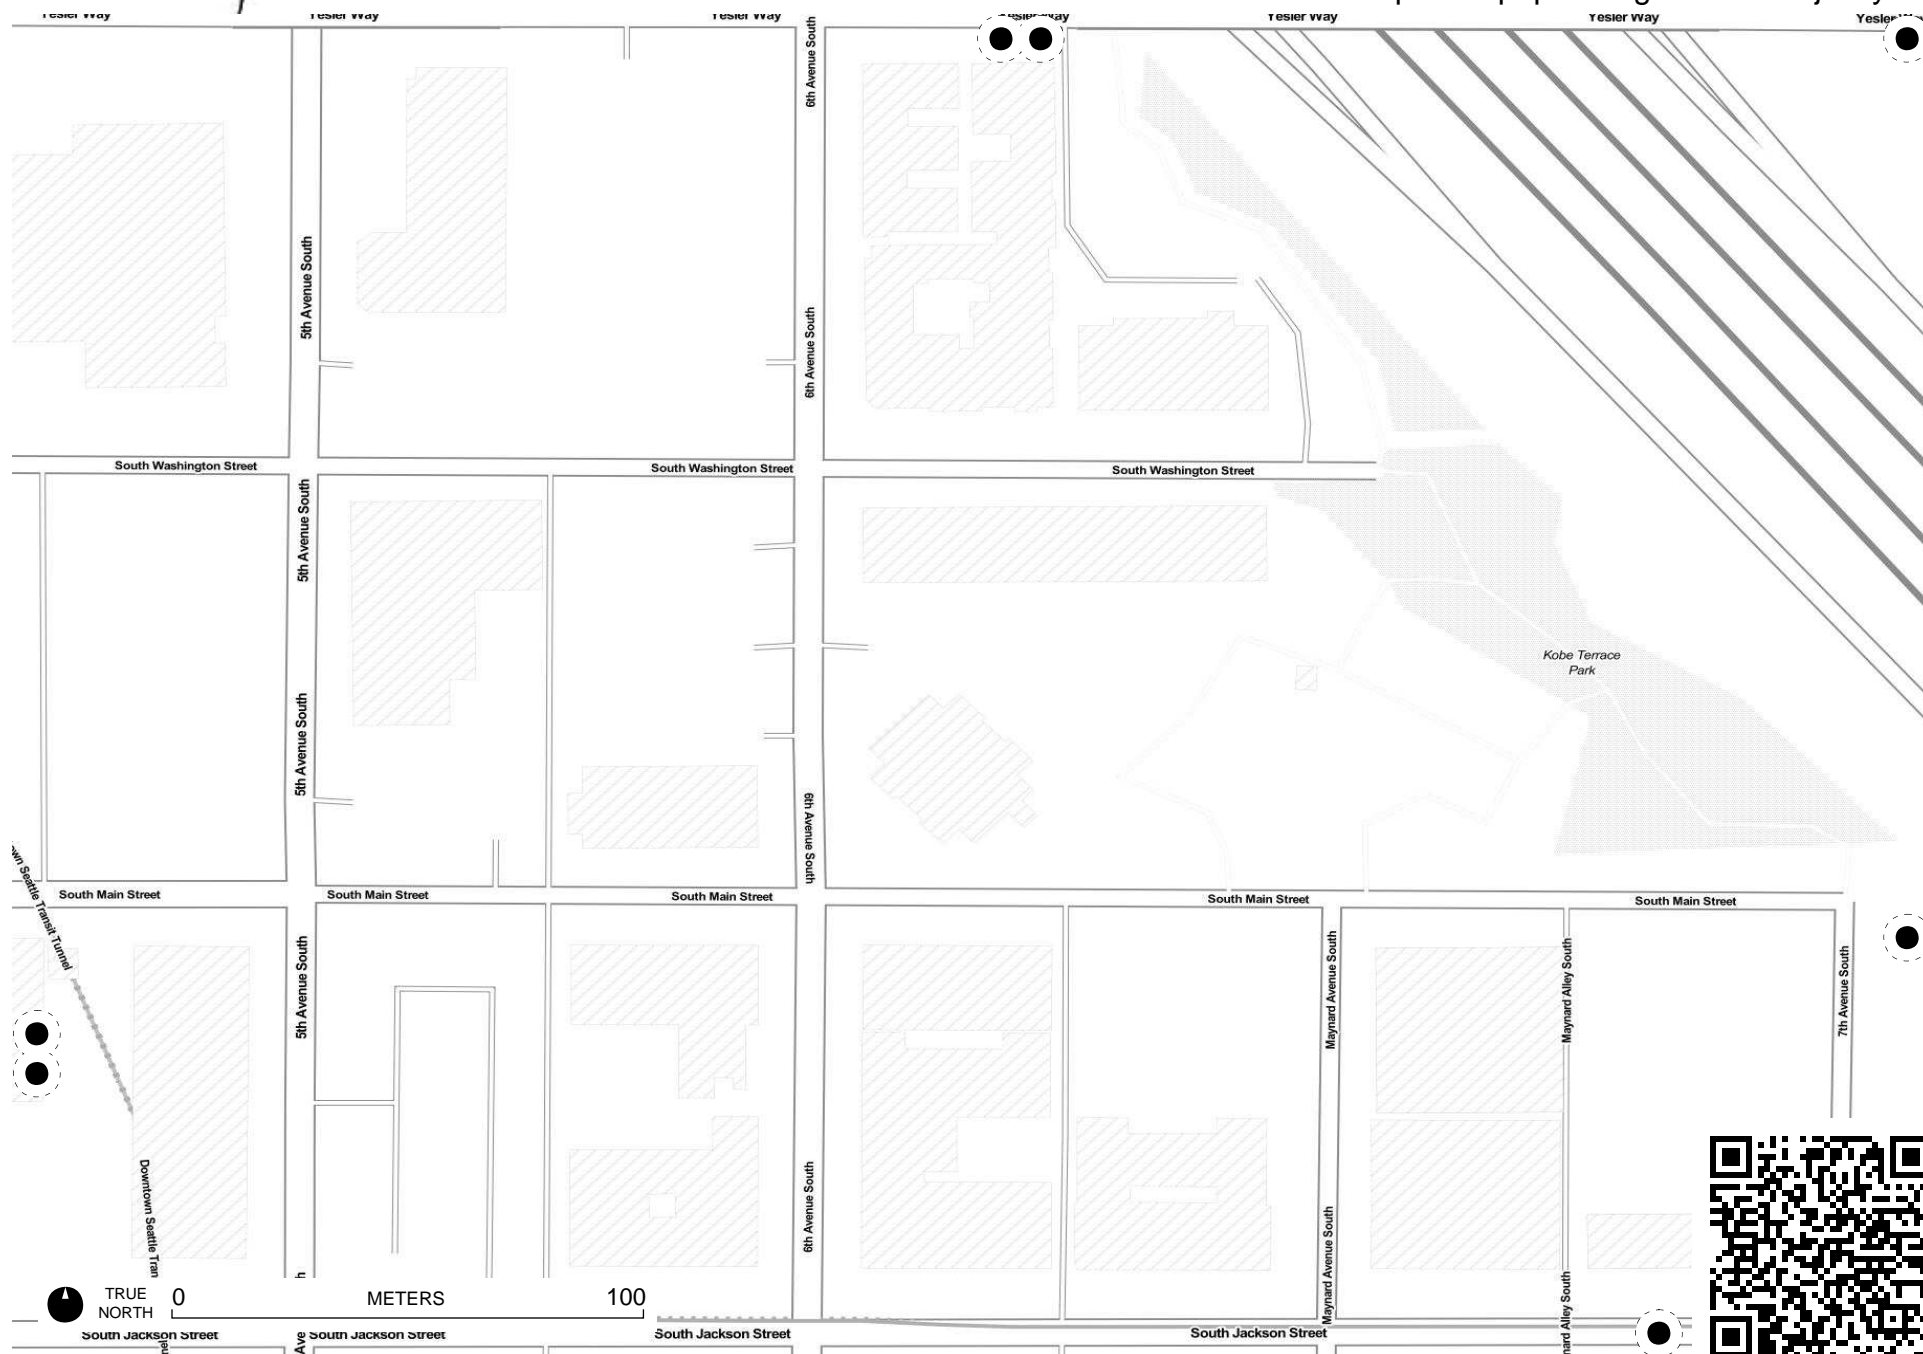 Yesler Way
Yesler Way
Yesler Way
Yesler Way
Yesler Way
Yesler Way
6th Avenue South
5th Avenue South
6th Avenue South
South Washington Street
South Washington Street
South Washington Street
5th Avenue South
Kobe Terrace
Park
5th Avenue South
6th Avenue South
South Main Street
South Main Street
South Main Street
South Main Street
South Main Street
Seattle Transit Tunnel
5th Avenue South
Maynard Avenue South
Maynard Alley South
7th Avenue South
Downtown Seattle Tran
6th Avenue South
Maynard Avenue South
Alley South
TRUE
NORTH
0
METERS
100
South Jackson Street
Ave
South Jackson Street
South Jackson Street
South Jackson Street